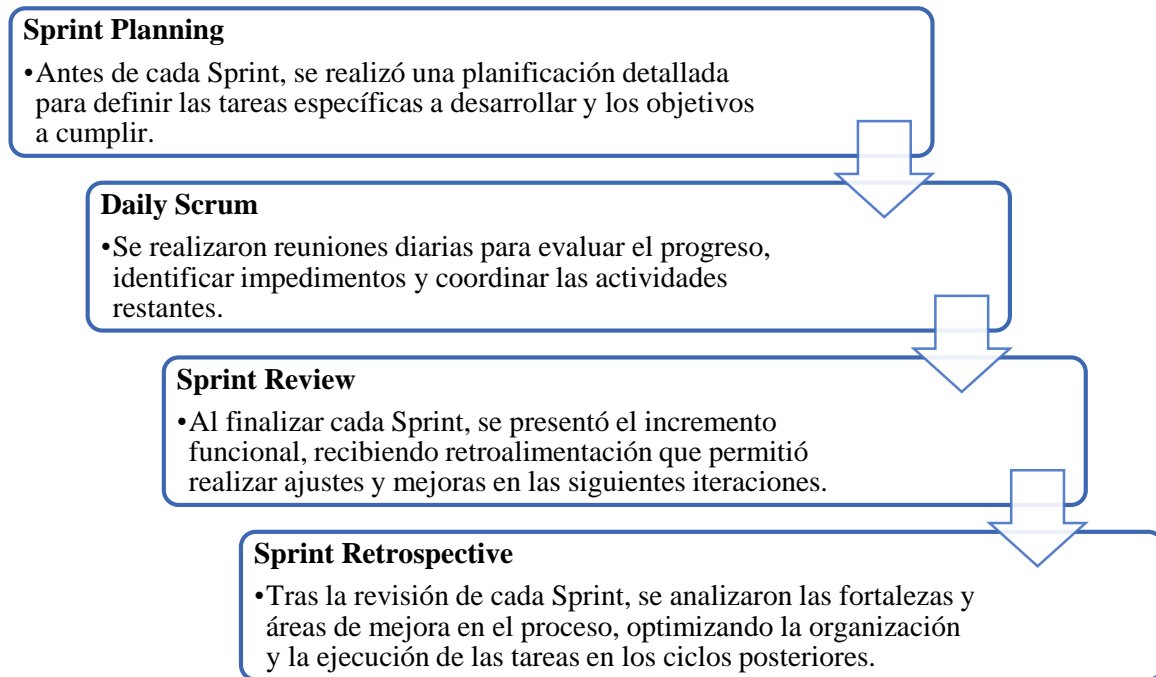 Sprint Planning
•Antes de cada Sprint, se realizó una planificación detallada
para definir las tareas específicas a desarrollar y los objetivos
a cumplir.
Daily Scrum
•Se realizaron reuniones diarias para evaluar el progreso,
identificar impedimentos y coordinar las actividades
restantes.
Sprint Review
•Al finalizar cada Sprint, se presentó el incremento
funcional, recibiendo retroalimentación que permitió
realizar ajustes y mejoras en las siguientes iteraciones.
Sprint Retrospective
•Tras la revisión de cada Sprint, se analizaron las fortalezas y
áreas de mejora en el proceso, optimizando la organización
y la ejecución de las tareas en los ciclos posteriores.